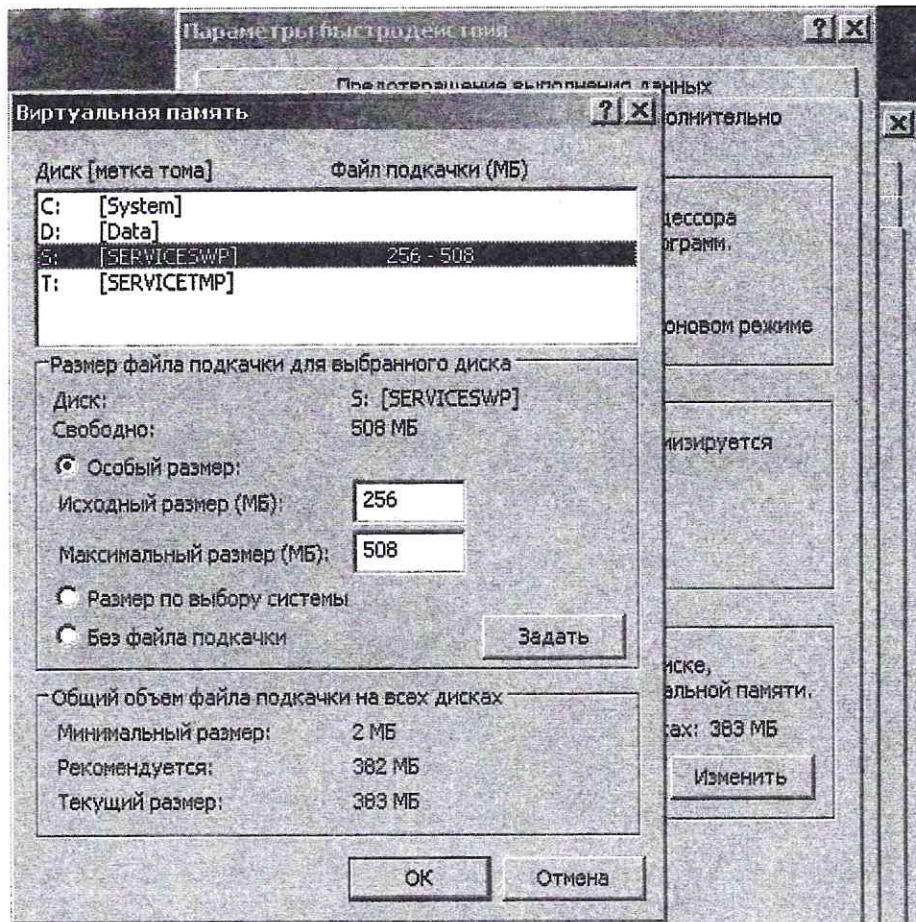 Параметры быстродействия
Предотвращение выполнения данных
Виртуальная память
Диск [метка тома] Файл подкачки (МБ)
C: [System]
D: [Data]
S: [SERVICESWP] 256 - 508
T: [SERVICETMP]
Размер файла подкачки для выбранного диска
Диск: S: [SERVICESWP]
Свободно: 508 МБ
Особый размер:
Исходный размер (МБ): 256
Максимальный размер (МБ): 508
Размер по выбору системы
Без файла подкачки Задать
Общий объем файла подкачки на всех дисках
Минимальный размер: 2 МБ
Рекомендуется: 382 МБ
Текущий размер: 383 МБ
ОК Отмена
олнительно
цессора
ограмм.
оновом режиме
мизируется
иске,
альной памяти.
ках: 383 МБ
Изменить